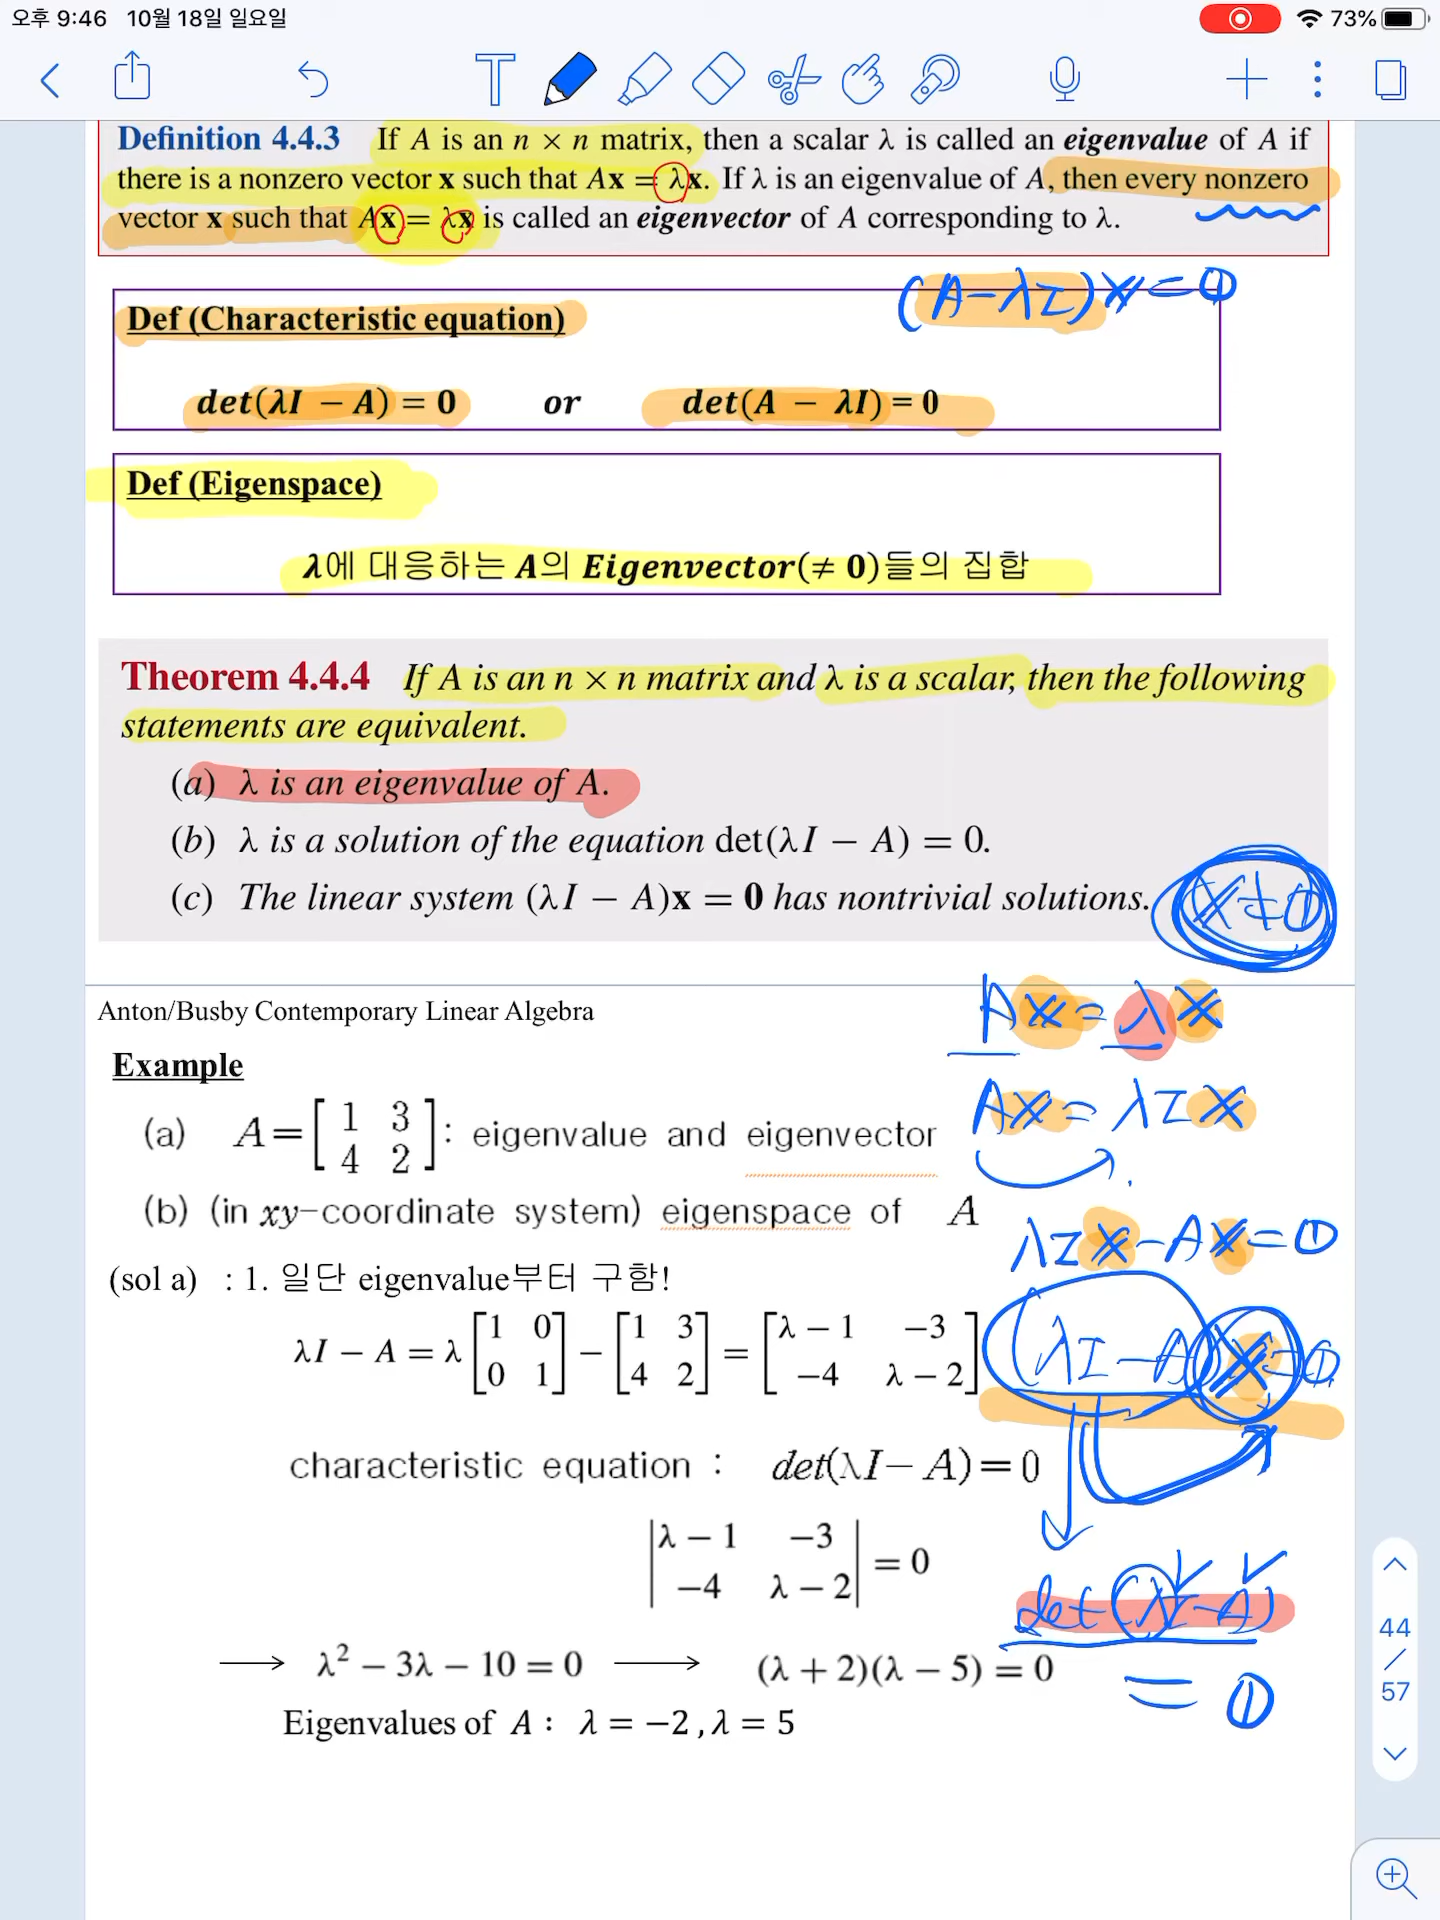 오후 9:46 10월 18일 일요일
73%
Definition 4.4.3 If A is an n × n matrix, then a scalar λ is called an eigenvalue of A if
there is a nonzero vector x such that Ax = λx. If λ is an eigenvalue of A, then every nonzero
vector x such that Ax = λx is called an eigenvector of A corresponding to λ.
(A-λI)x=0
Def (Characteristic equation)
det(λI − A) = 0 or det(A − λI) = 0
Def (Eigenspace)
λ에 대응하는 A의 Eigenvector(≠ 0)들의 집합
Theorem 4.4.4 If A is an n × n matrix and λ is a scalar, then the following
statements are equivalent.
(a) λ is an eigenvalue of A.
(b) λ is a solution of the equation det(λI − A) = 0.
(c) The linear system (λI − A)x = 0 has nontrivial solutions.
x≠0
Anton/Busby Contemporary Linear Algebra
Ax=λx
Example
(a) A=[1 3
4 2]: eigenvalue and eigenvector
Ax=λIx
(b) (in xy-coordinate system) eigenspace of A
λIx-Ax=0
(sol a) : 1. 일단 eigenvalue부터 구함!
λI − A = λ[1 0
0 1] − [1 3
4 2] = [λ − 1 −3
−4 λ − 2]
(λI-A)x=0
characteristic equation : det(λI− A)=0
|λ − 1 −3
−4 λ − 2| = 0
det(λI-A)
=0
⟶ λ² − 3λ − 10 = 0 ⟶ (λ + 2)(λ − 5) = 0
Eigenvalues of A : λ = −2 , λ = 5
44
/
57